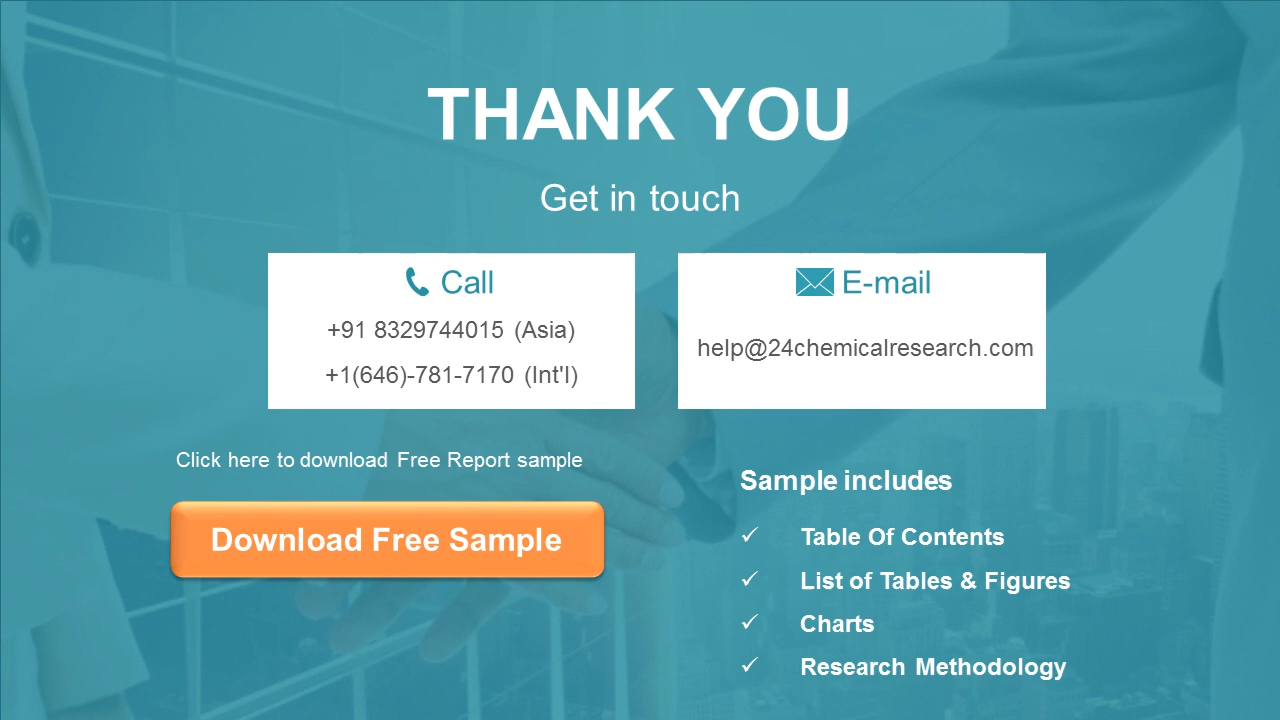 THANK YOU
Get in touch
Call
+91 8329744015 (Asia)
+1(646)-781-7170 (Int'l)
E-mail
help@24chemicalresearch.com
Click here to download Free Report sample
Download Free Sample
Sample includes
✓ Table Of Contents
✓ List of Tables & Figures
✓ Charts
✓ Research Methodology